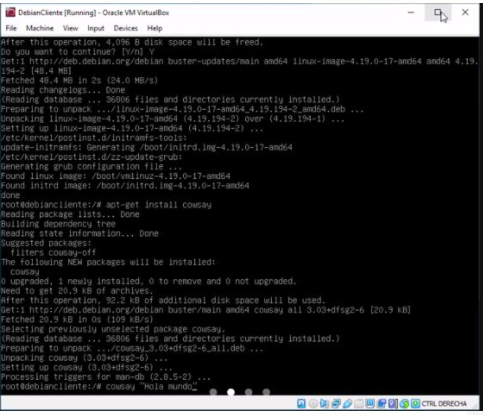 DebianCliente [Running] - Oracle VM VirtualBox
File Machine View Input Devices Help
After this operation, 4,096 B disk space will be freed.
Do you want to continue? [Y/n] Y
Get:1 http://deb.debian.org/debian buster-updates/main amd64 linux-image-4.19.0-17-amd64 amd64 4.19.
194-2 [48.4 MB]
Fetched 48.4 MB in 2s (24.0 MB/s)
Reading changelogs... Done
(Reading database ... 36806 files and directories currently installed.)
Preparing to unpack .../linux-image-4.19.0-17-amd64_4.19.194-2_amd64.deb ...
Unpacking linux-image-4.19.0-17-amd64 (4.19.194-2) over (4.19.194-1) ...
Setting up linux-image-4.19.0-17-amd64 (4.19.194-2) ...
/etc/kernel/postinst.d/initramfs-tools:
update-initramfs: Generating /boot/initrd.img-4.19.0-17-amd64
/etc/kernel/postinst.d/zz-update-grub:
Generating grub configuration file ...
Found linux image: /boot/vmlinuz-4.19.0-17-amd64
Found initrd image: /boot/initrd.img-4.19.0-17-amd64
done
root@debiancliente:/# apt-get install cowsay
Reading package lists... Done
Building dependency tree
Reading state information... Done
Suggested packages:
filters cowsay-off
The following NEW packages will be installed:
cowsay
0 upgraded, 1 newly installed, 0 to remove and 0 not upgraded.
Need to get 20.9 kB of archives.
After this operation, 92.2 kB of additional disk space will be used.
Get:1 http://deb.debian.org/debian buster/main amd64 cowsay all 3.03+dfsg2-6 [20.9 kB]
Fetched 20.9 kB in 0s (109 kB/s)
Selecting previously unselected package cowsay.
(Reading database ... 36806 files and directories currently installed.)
Preparing to unpack .../cowsay_3.03+dfsg2-6_all.deb ...
Unpacking cowsay (3.03+dfsg2-6) ...
Setting up cowsay (3.03+dfsg2-6) ...
Processing triggers for man-db (2.8.5-2) ...
root@debiancliente:/# cowsay "Hola mundo"
CTRL DERECHA